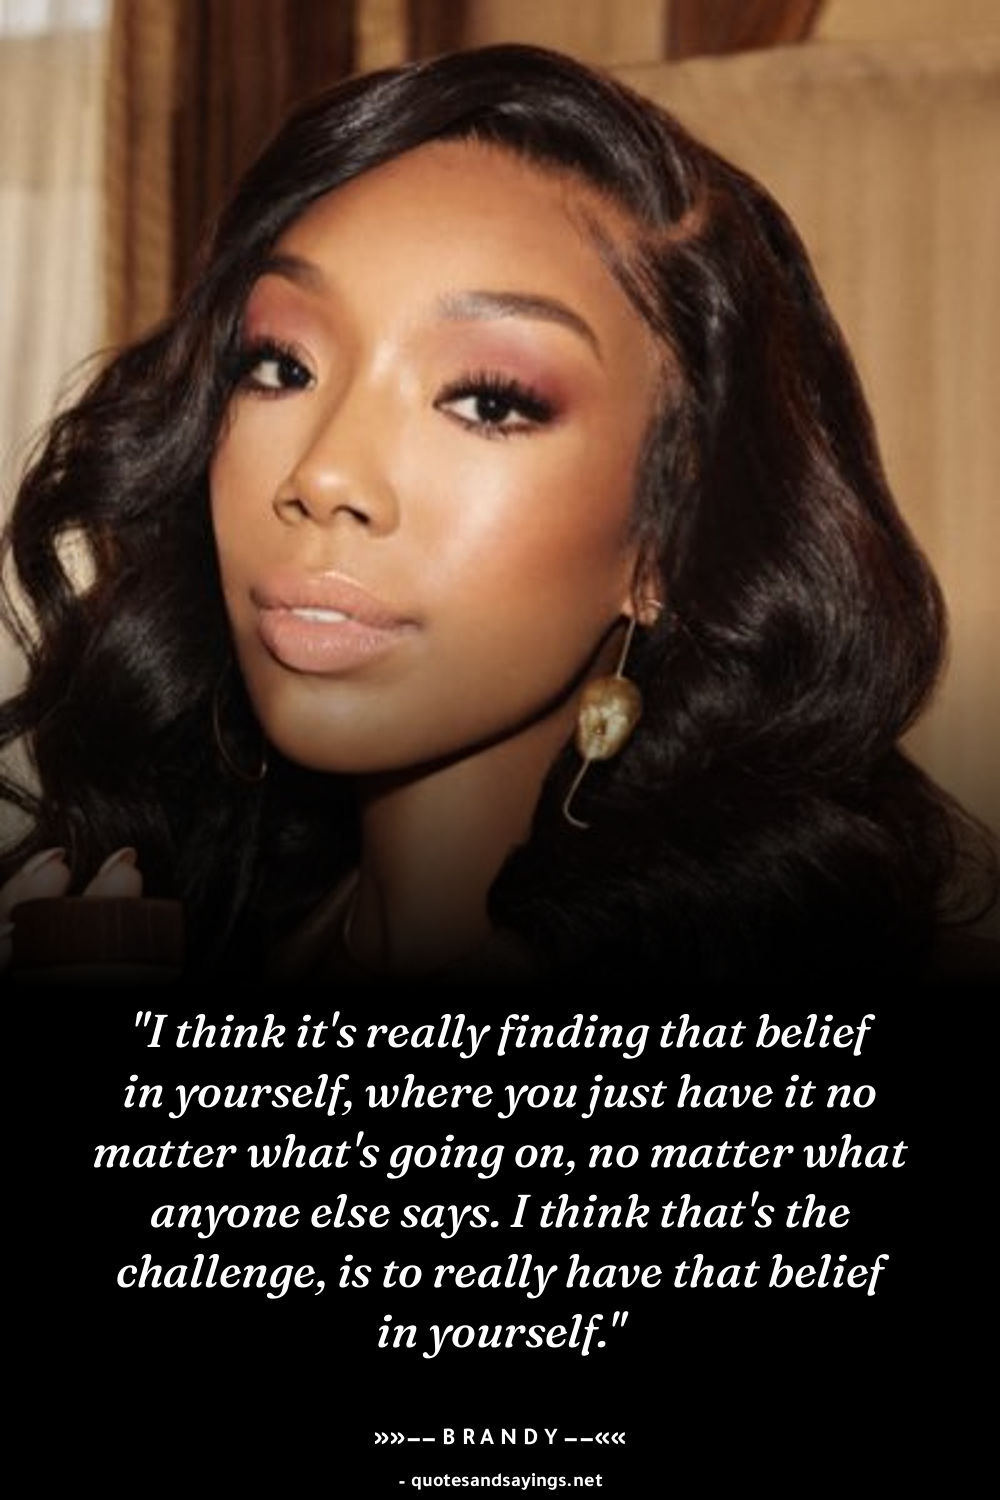 "I think it's really finding that belief
in yourself, where you just have it no
matter what's going on, no matter what
anyone else says. I think that's the
challenge, is to really have that belief
in yourself."
»»–– BRANDY ––««
- quotesandsayings.net